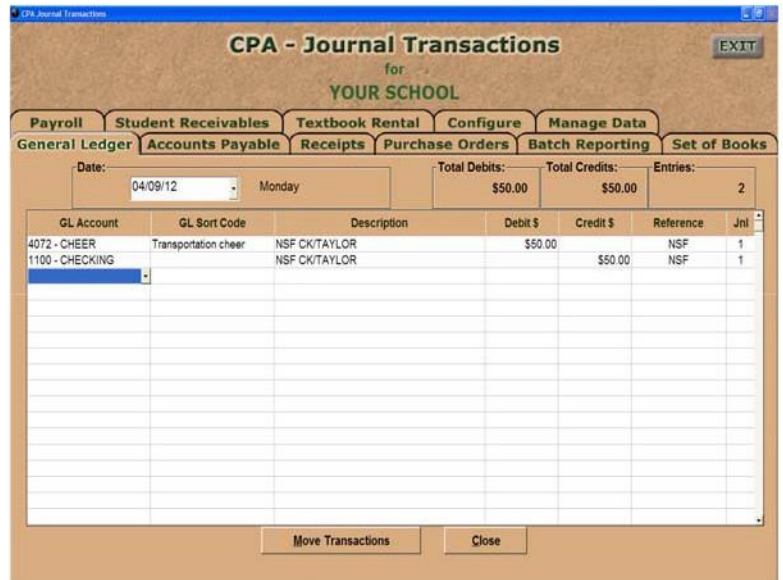 CPA Journal Transactions
CPA - Journal Transactions
EXIT
for
YOUR SCHOOL
Payroll Student Receivables Textbook Rental Configure Manage Data
General Ledger Accounts Payable Receipts Purchase Orders Batch Reporting Set of Books
Date: Total Debits: Total Credits: Entries:
04/09/12 Monday $50.00 $50.00 2
GL Account GL Sort Code Description Debit $ Credit $ Reference Jnl
4072 - CHEER Transportation cheer NSF CK/TAYLOR $50.00 NSF 1
1100 - CHECKING NSF CK/TAYLOR $50.00 NSF 1
Move Transactions Close